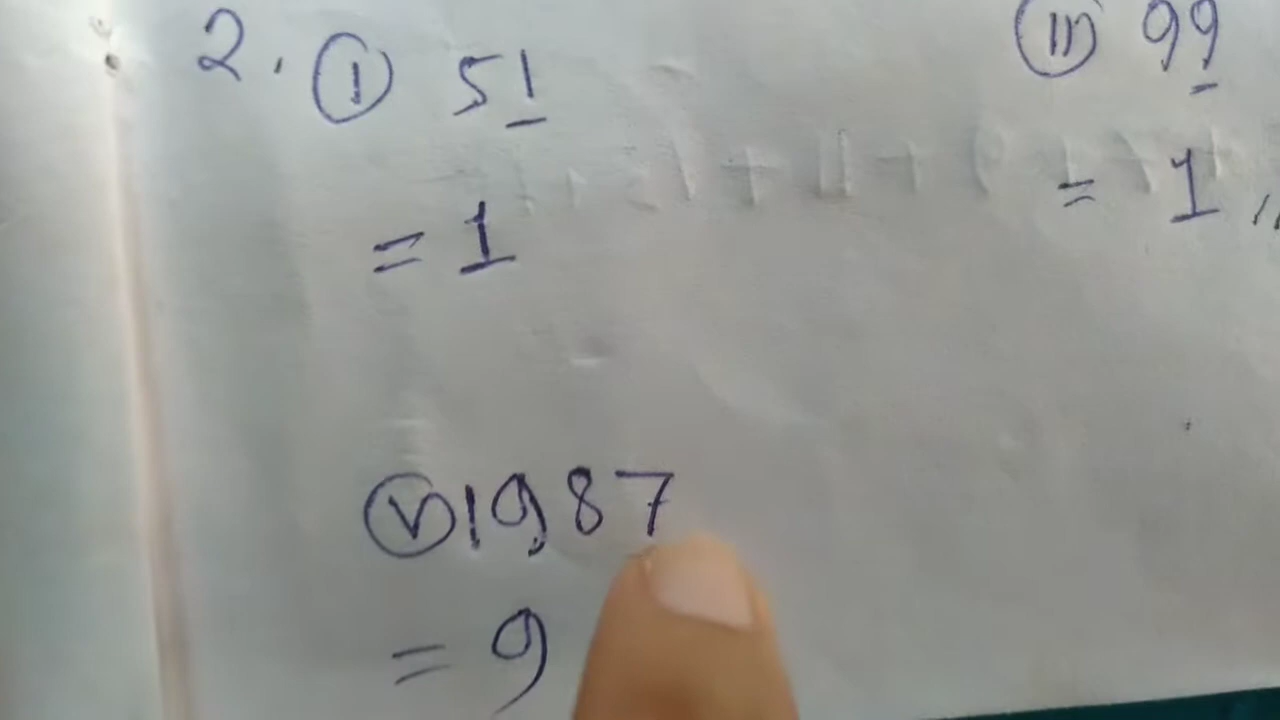 2. (i) 51
= 1
(iii) 99
= 1 //
(v) 1987
= 9